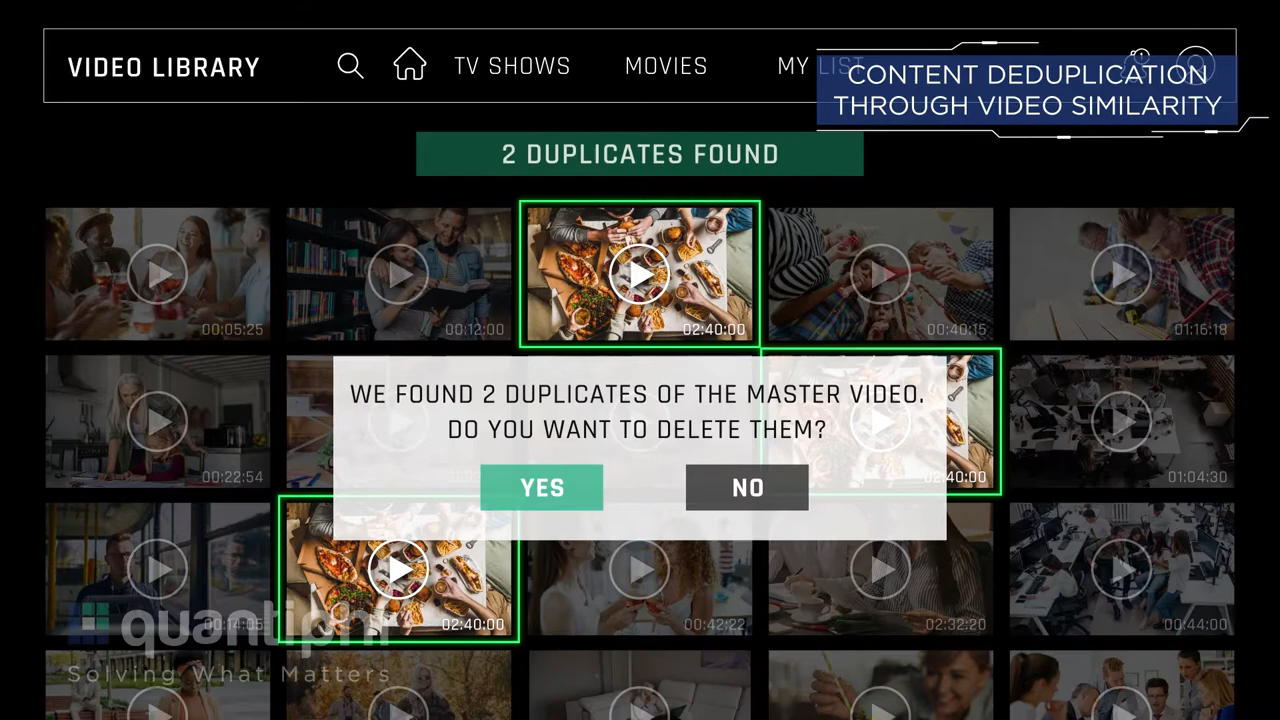 VIDEO LIBRARY
TV SHOWS
MOVIES
MY LIST
CONTENT DEDUPLICATION
THROUGH VIDEO SIMILARITY
2 DUPLICATES FOUND
00:05:25
00:12:00
02:40:00
00:40:15
01:16:18
WE FOUND 2 DUPLICATES OF THE MASTER VIDEO.
DO YOU WANT TO DELETE THEM?
YES
NO
00:22:54
02:40:00
01:04:30
00:14:05
02:40:00
00:42:22
02:32:20
00:44:00
quantiphi
Solving What Matters